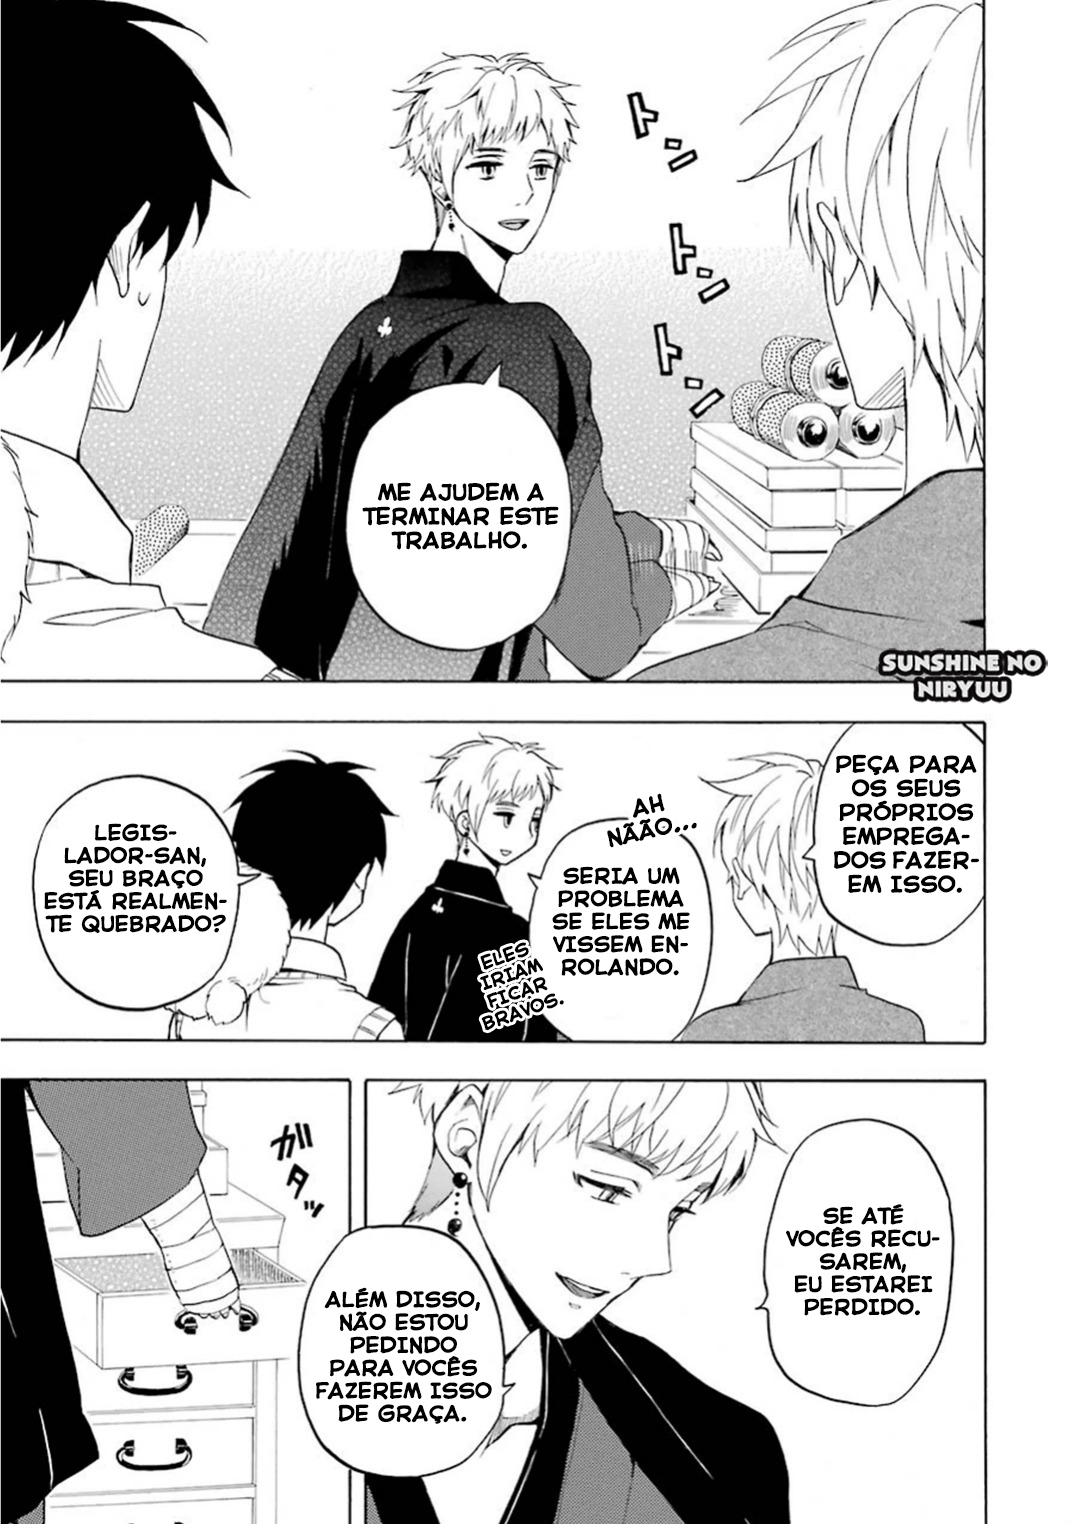 トン
トン
トン
ME AJUDEM A
TERMINAR ESTE
TRABALHO.
SUNSHINE NO
NIRYUU
PEÇA PARA
OS SEUS
PRÓPRIOS
EMPREGA-
DOS FAZER-
EM ISSO.
AH
NÃÃO...
SERIA UM
PROBLEMA
SE ELES ME
VISSEM EN-
ROLANDO.
ELES
IRIAM
FICAR
BRAVOS.
LEGIS-
LADOR-SAN,
SEU BRAÇO
ESTÁ REALMEN-
TE QUEBRADO?
SE ATÉ
VOCÊS RECU-
SAREM,
EU ESTAREI
PERDIDO.
ALÉM DISSO,
NÃO ESTOU
PEDINDO
PARA VOCÊS
FAZEREM ISSO
DE GRAÇA.
ガタッ